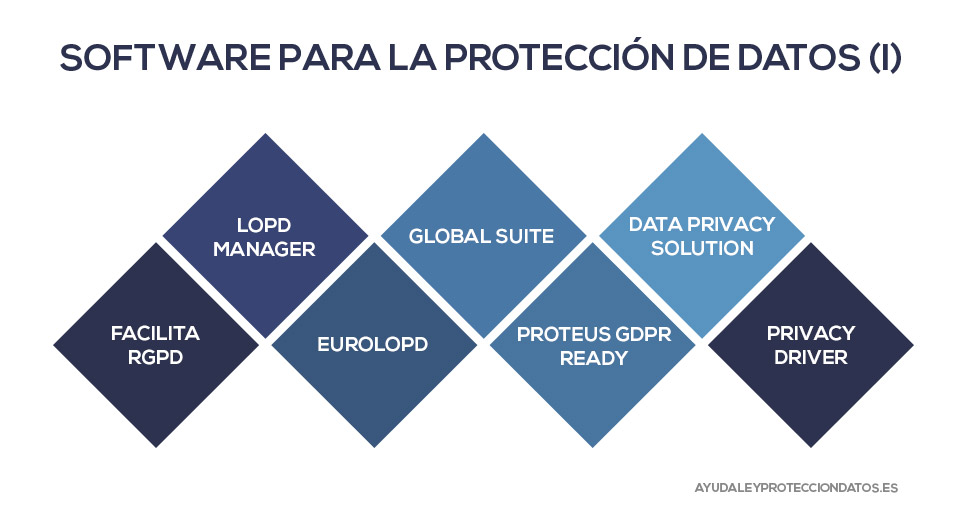 SOFTWARE PARA LA PROTECCIÓN DE DATOS (I)
LOPD
MANAGER
GLOBAL SUITE
DATA PRIVACY
SOLUTION
FACILITA
RGPD
EUROLOPD
PROTEUS GDPR
READY
PRIVACY
DRIVER
AYUDALEYPROTECCIONDATOS.ES